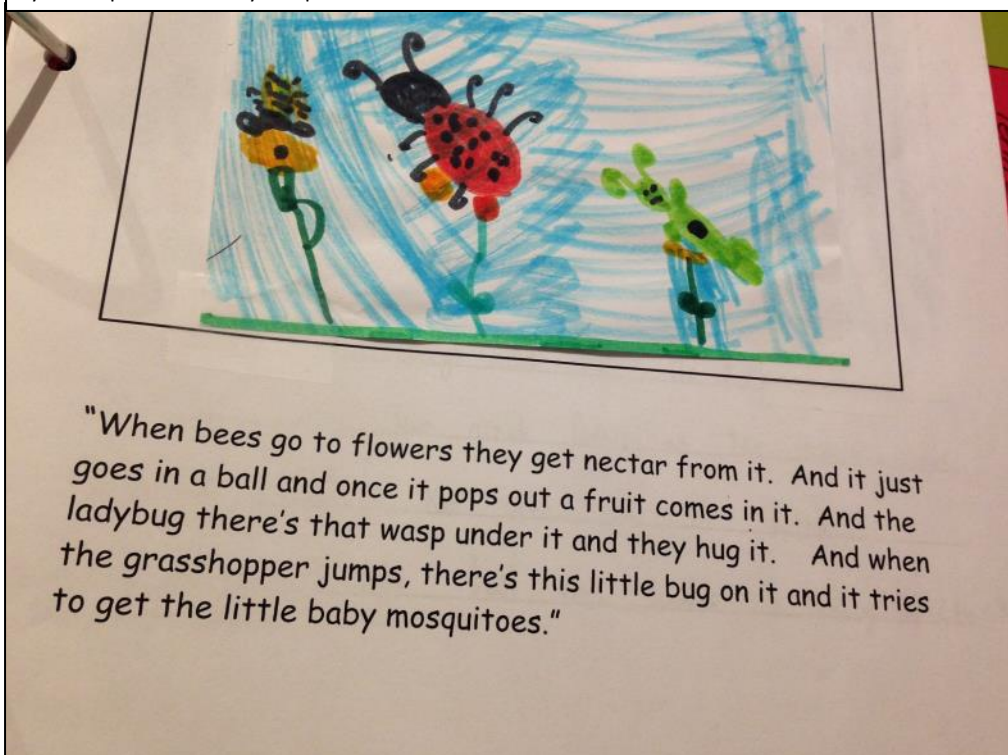 "When bees go to flowers they get nectar from it.  And it just
goes in a ball and once it pops out a fruit comes in it.  And the
ladybug there's that wasp under it and they hug it.   And when
the grasshopper jumps, there's this little bug on it and it tries
to get the little baby mosquitoes."